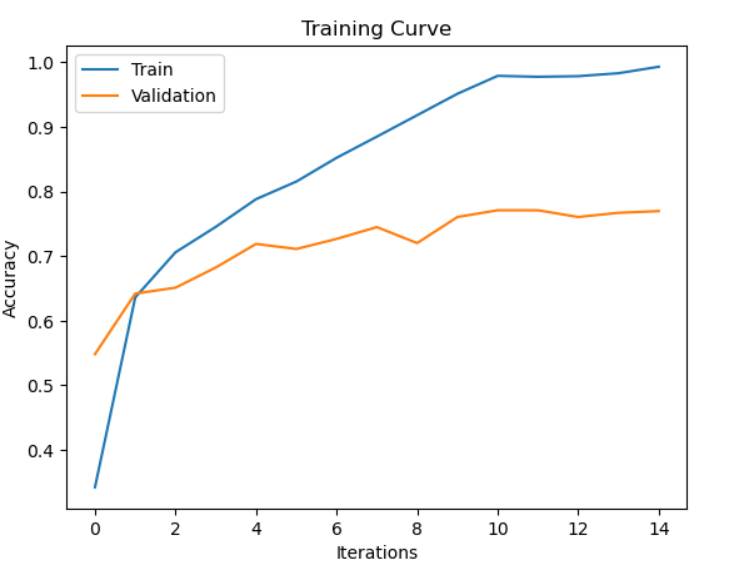 Training Curve
Train
Validation
1.0
0.9
0.8
0.7
0.6
0.5
0.4
Accuracy
0 2 4 6 8 10 12 14
Iterations